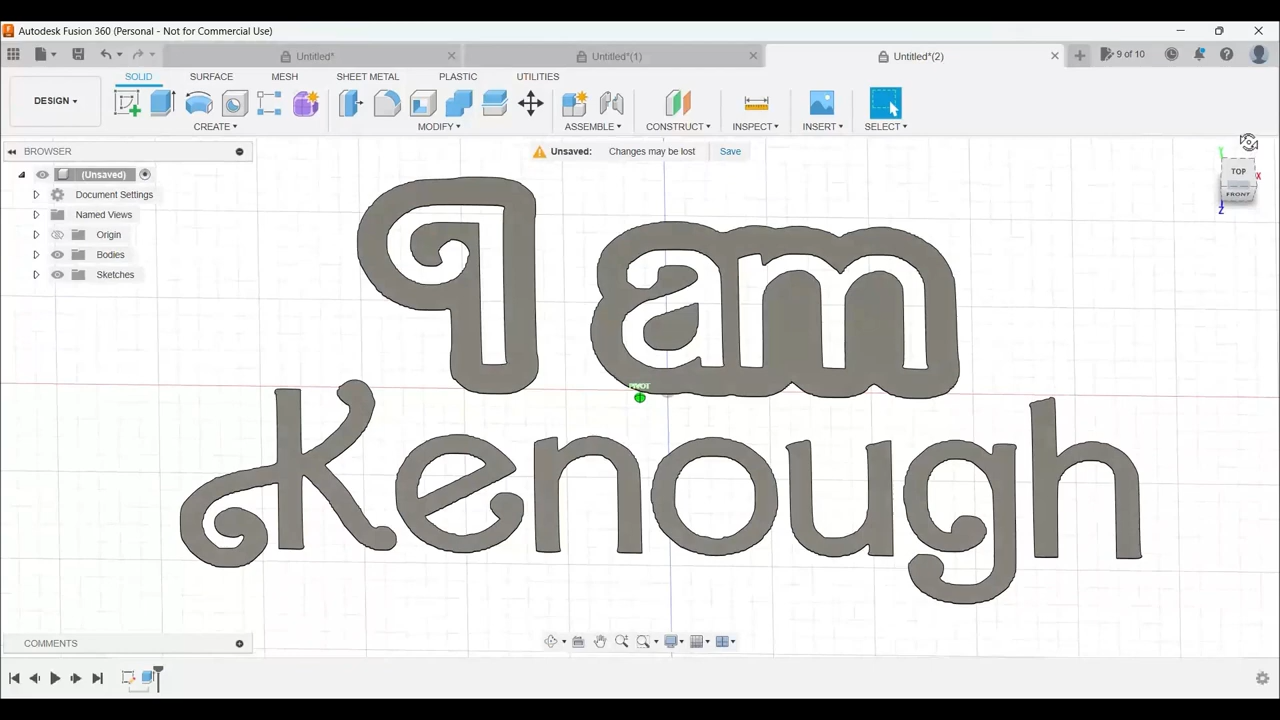 Autodesk Fusion 360 (Personal - Not for Commercial Use)
Untitled*
Untitled*(1)
Untitled*(2)
9 of 10
SOLID SURFACE MESH SHEET METAL PLASTIC UTILITIES
DESIGN
CREATE MODIFY ASSEMBLE CONSTRUCT INSPECT INSERT SELECT
BROWSER
Unsaved: Changes may be lost Save
(Unsaved)
Document Settings
Named Views
Origin
Bodies
Sketches
Y
TOP
X
FRONT
Z
I am
PIVOT
Kenough
COMMENTS